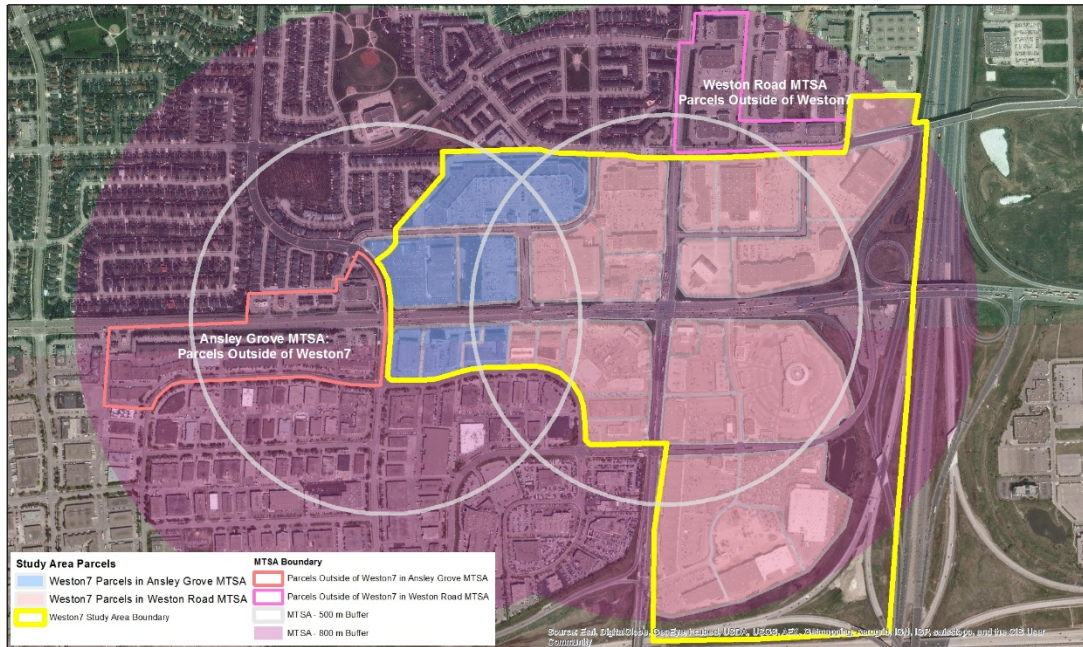 Weston Road MTSA
Parcels Outside of Weston7
Ansley Grove MTSA:
Parcels Outside of Weston7
Study Area Parcels
Weston7 Parcels in Ansley Grove MTSA
Weston7 Parcels in Weston Road MTSA
Weston7 Study Area Boundary
MTSA Boundary
Parcels Outside of Weston7 in Ansley Grove MTSA
Parcels Outside of Weston7 in Weston Road MTSA
MTSA - 500 m Buffer
MTSA - 800 m Buffer
Source: Esri, DigitalGlobe, USDA, USGS, AEX, IGN, IGP, swisstopo, and the GIS User
Community